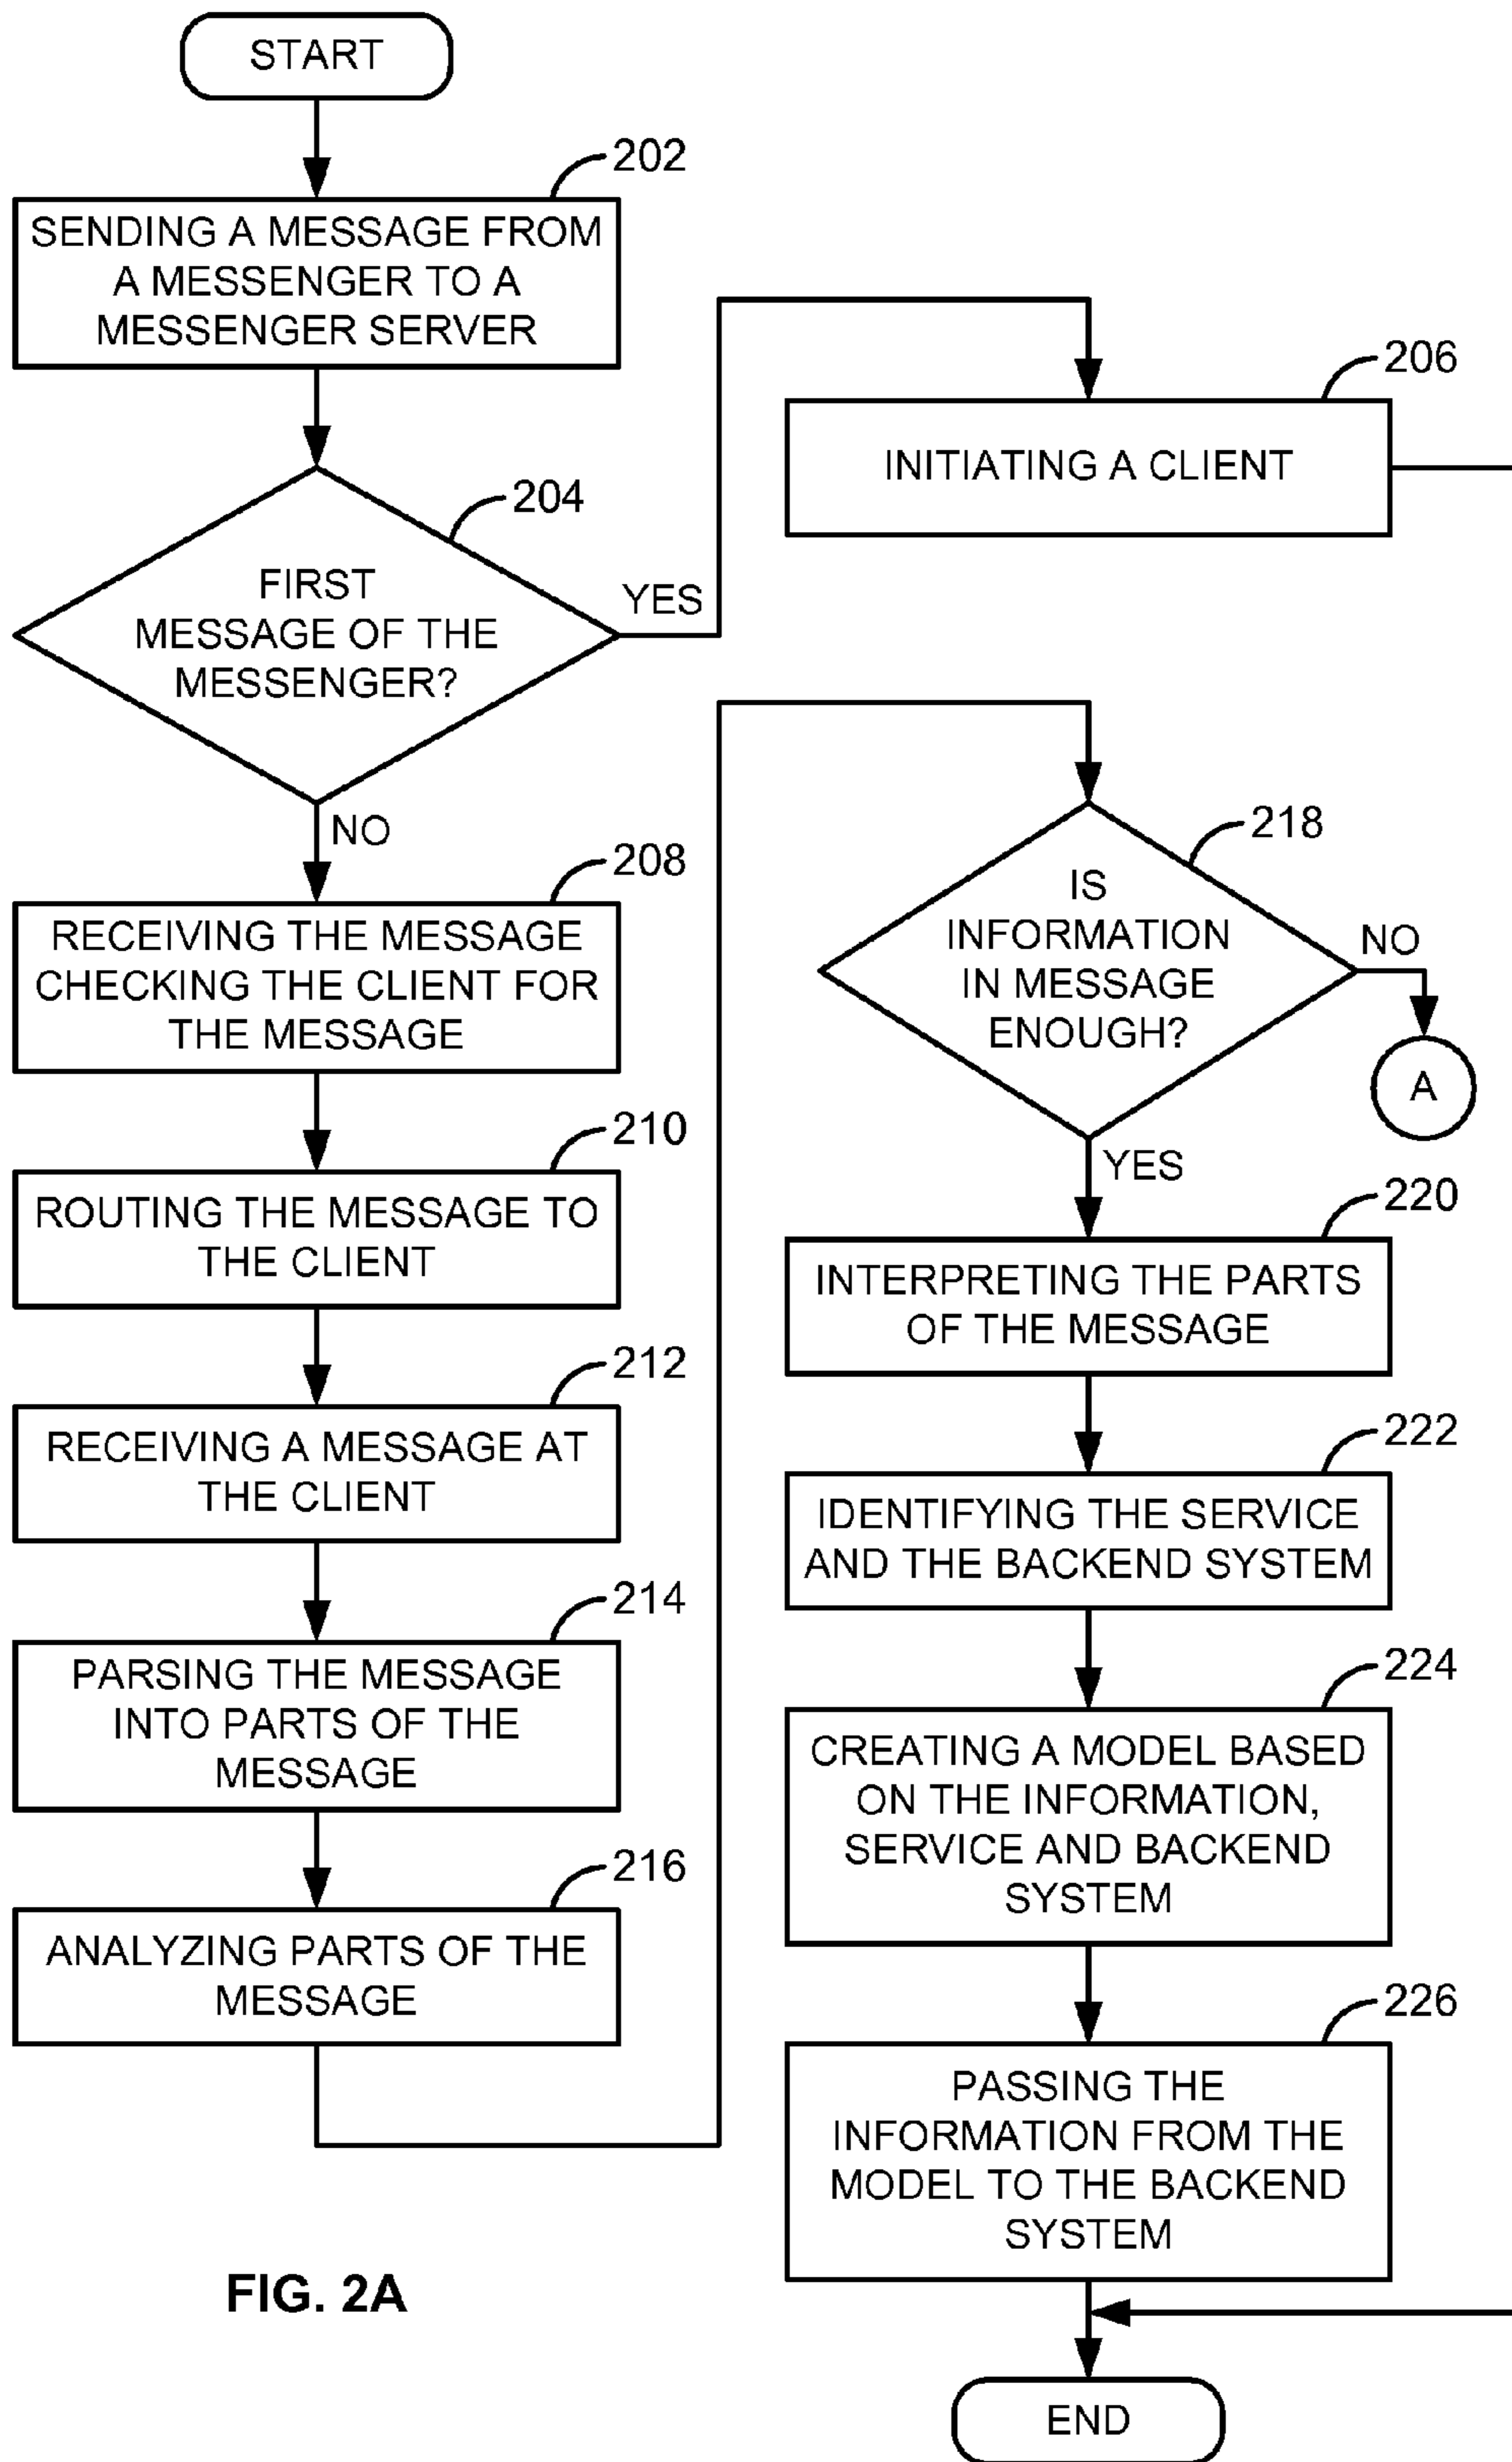 START
202
SENDING A MESSAGE FROM
A MESSENGER TO A
MESSENGER SERVER
204
FIRST
MESSAGE OF THE
MESSENGER?
YES
NO
206
INITIATING A CLIENT
208
RECEIVING THE MESSAGE
CHECKING THE CLIENT FOR
THE MESSAGE
210
ROUTING THE MESSAGE TO
THE CLIENT
212
RECEIVING A MESSAGE AT
THE CLIENT
214
PARSING THE MESSAGE
INTO PARTS OF THE
MESSAGE
216
ANALYZING PARTS OF THE
MESSAGE
218
IS
INFORMATION
IN MESSAGE
ENOUGH?
NO
A
YES
220
INTERPRETING THE PARTS
OF THE MESSAGE
222
IDENTIFYING THE SERVICE
AND THE BACKEND SYSTEM
224
CREATING A MODEL BASED
ON THE INFORMATION,
SERVICE AND BACKEND
SYSTEM
226
PASSING THE
INFORMATION FROM THE
MODEL TO THE BACKEND
SYSTEM
END
FIG. 2A